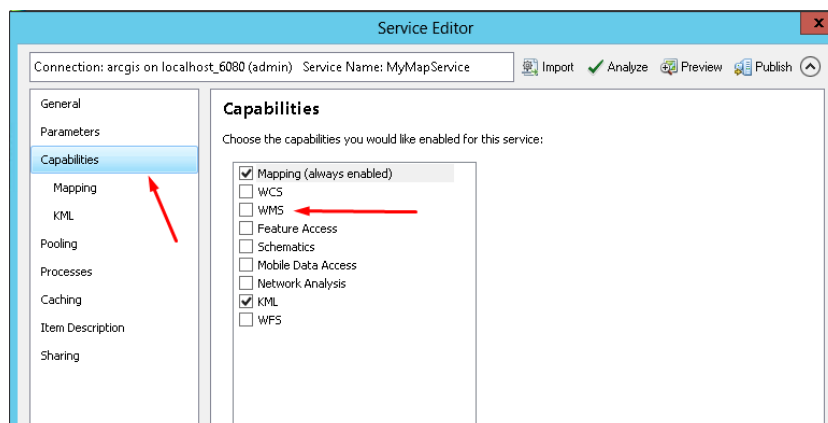 Service Editor
x
Connection: arcgis on localhost_6080 (admin) Service Name: MyMapService
Import
Analyze
Preview
Publish
General
Parameters
Capabilities
Mapping
KML
Pooling
Processes
Caching
Item Description
Sharing
Capabilities
Choose the capabilities you would like enabled for this service:
Mapping (always enabled)
WCS
WMS
Feature Access
Schematics
Mobile Data Access
Network Analysis
KML
WFS